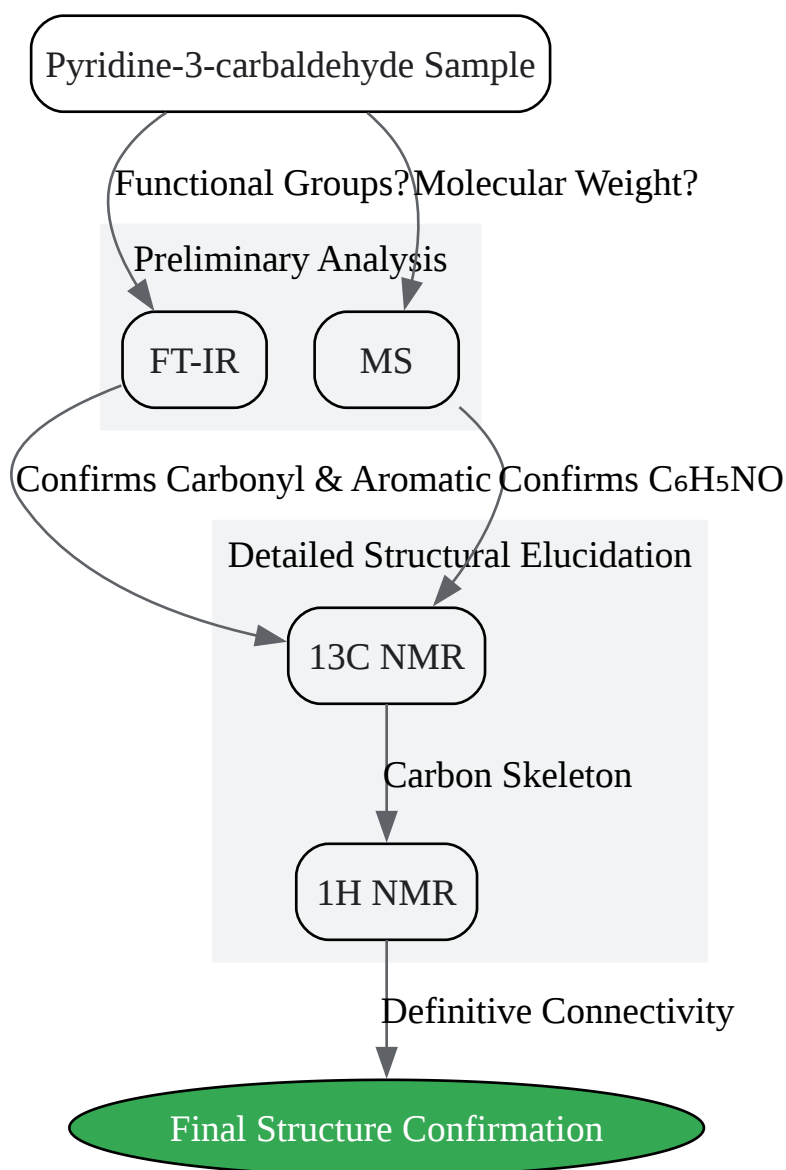 Pyridine-3-carbaldehyde Sample
Functional Groups?
Molecular Weight?
Preliminary Analysis
FT-IR
MS
Confirms Carbonyl & Aromatic
Confirms C₆H₅NO
Detailed Structural Elucidation
13C NMR
Carbon Skeleton
1H NMR
Definitive Connectivity
Final Structure Confirmation